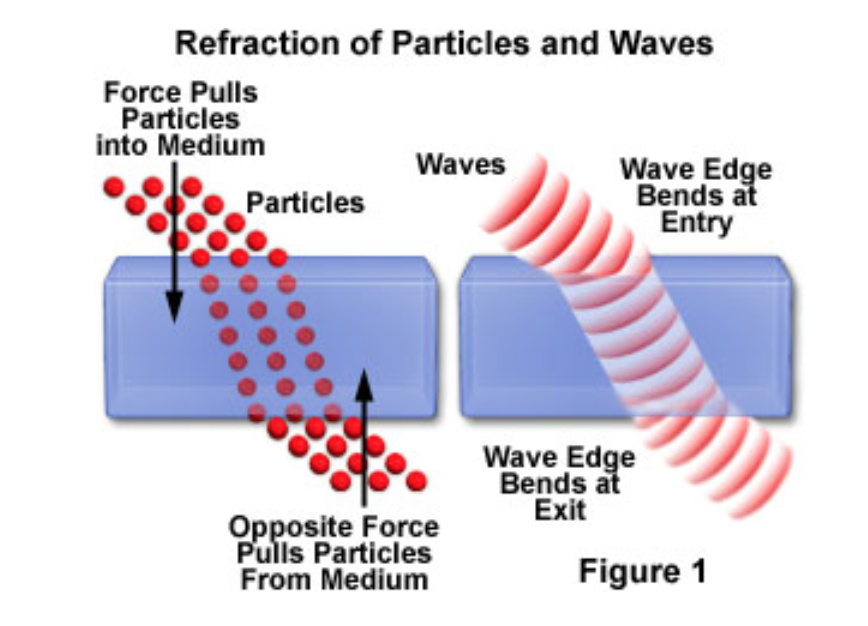 Refraction of Particles and Waves
Force Pulls
Particles
into Medium
Particles
Waves
Wave Edge
Bends at
Entry
Wave Edge
Bends at
Exit
Opposite Force
Pulls Particles
From Medium
Figure 1